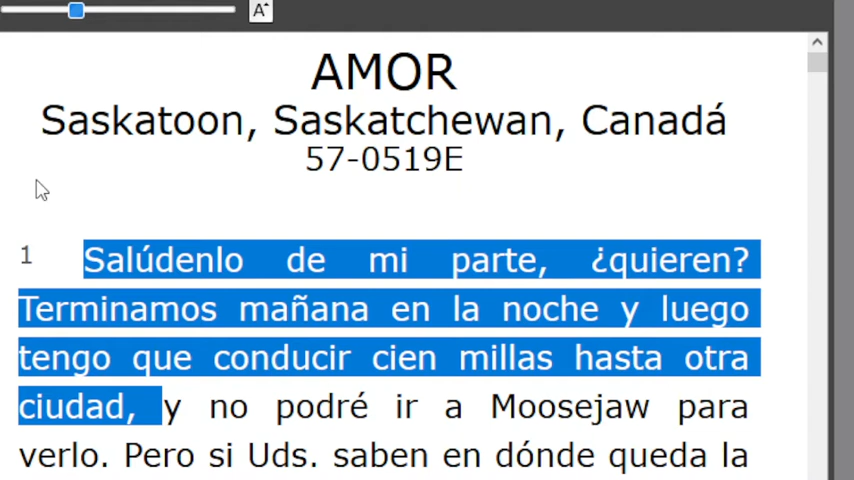 A
AMOR
Saskatoon, Saskatchewan, Canadá
57-0519E
1 Salúdenlo de mi parte, ¿quieren?
Terminamos mañana en la noche y luego
tengo que conducir cien millas hasta otra
ciudad, y no podré ir a Moosejaw para
verlo. Pero si Uds. saben en dónde queda la